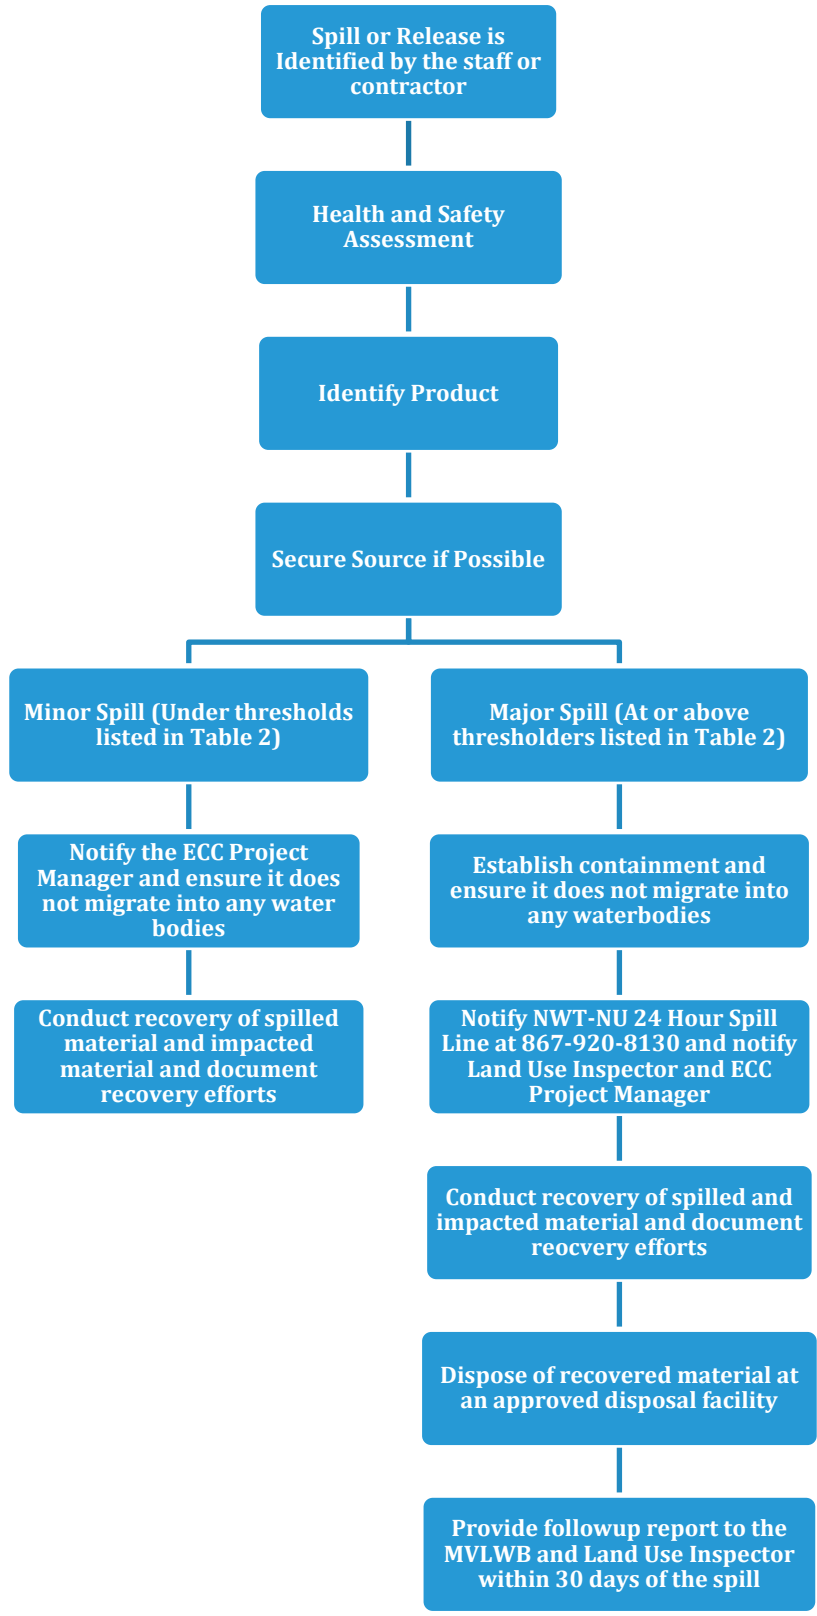 Spill or Release is
Identified by the staff or
contractor
Health and Safety
Assessment
Identify Product
Secure Source if Possible
Minor Spill (Under thresholds
listed in Table 2)
Notify the ECC Project
Manager and ensure it does
not migrate into any water
bodies
Conduct recovery of spilled
material and impacted
material and document
recovery efforts
Major Spill (At or above
thresholders listed in Table 2)
Establish containment and
ensure it does not migrate into
any waterbodies
Notify NWT-NU 24 Hour Spill
Line at 867-920-8130 and notify
Land Use Inspector and ECC
Project Manager
Conduct recovery of spilled and
impacted material and document
reocvery efforts
Dispose of recovered material at
an approved disposal facility
Provide followup report to the
MVLWB and Land Use Inspector
within 30 days of the spill